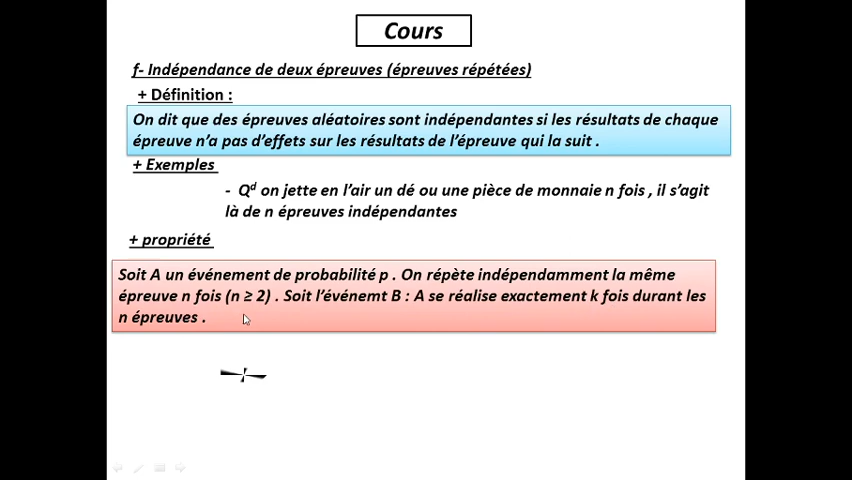 Cours
f- Indépendance de deux épreuves (épreuves répétées)
+ Définition :
On dit que des épreuves aléatoires sont indépendantes si les résultats de chaque
épreuve n'a pas d'effets sur les résultats de l'épreuve qui la suit .
+ Exemples
- Qᵈ on jette en l'air un dé ou une pièce de monnaie n fois , il s'agit
là de n épreuves indépendantes
+ propriété
Soit A un événement de probabilité p . On répète indépendamment la même
épreuve n fois (n ≥ 2) . Soit l'événemt B : A se réalise exactement k fois durant les
n épreuves .